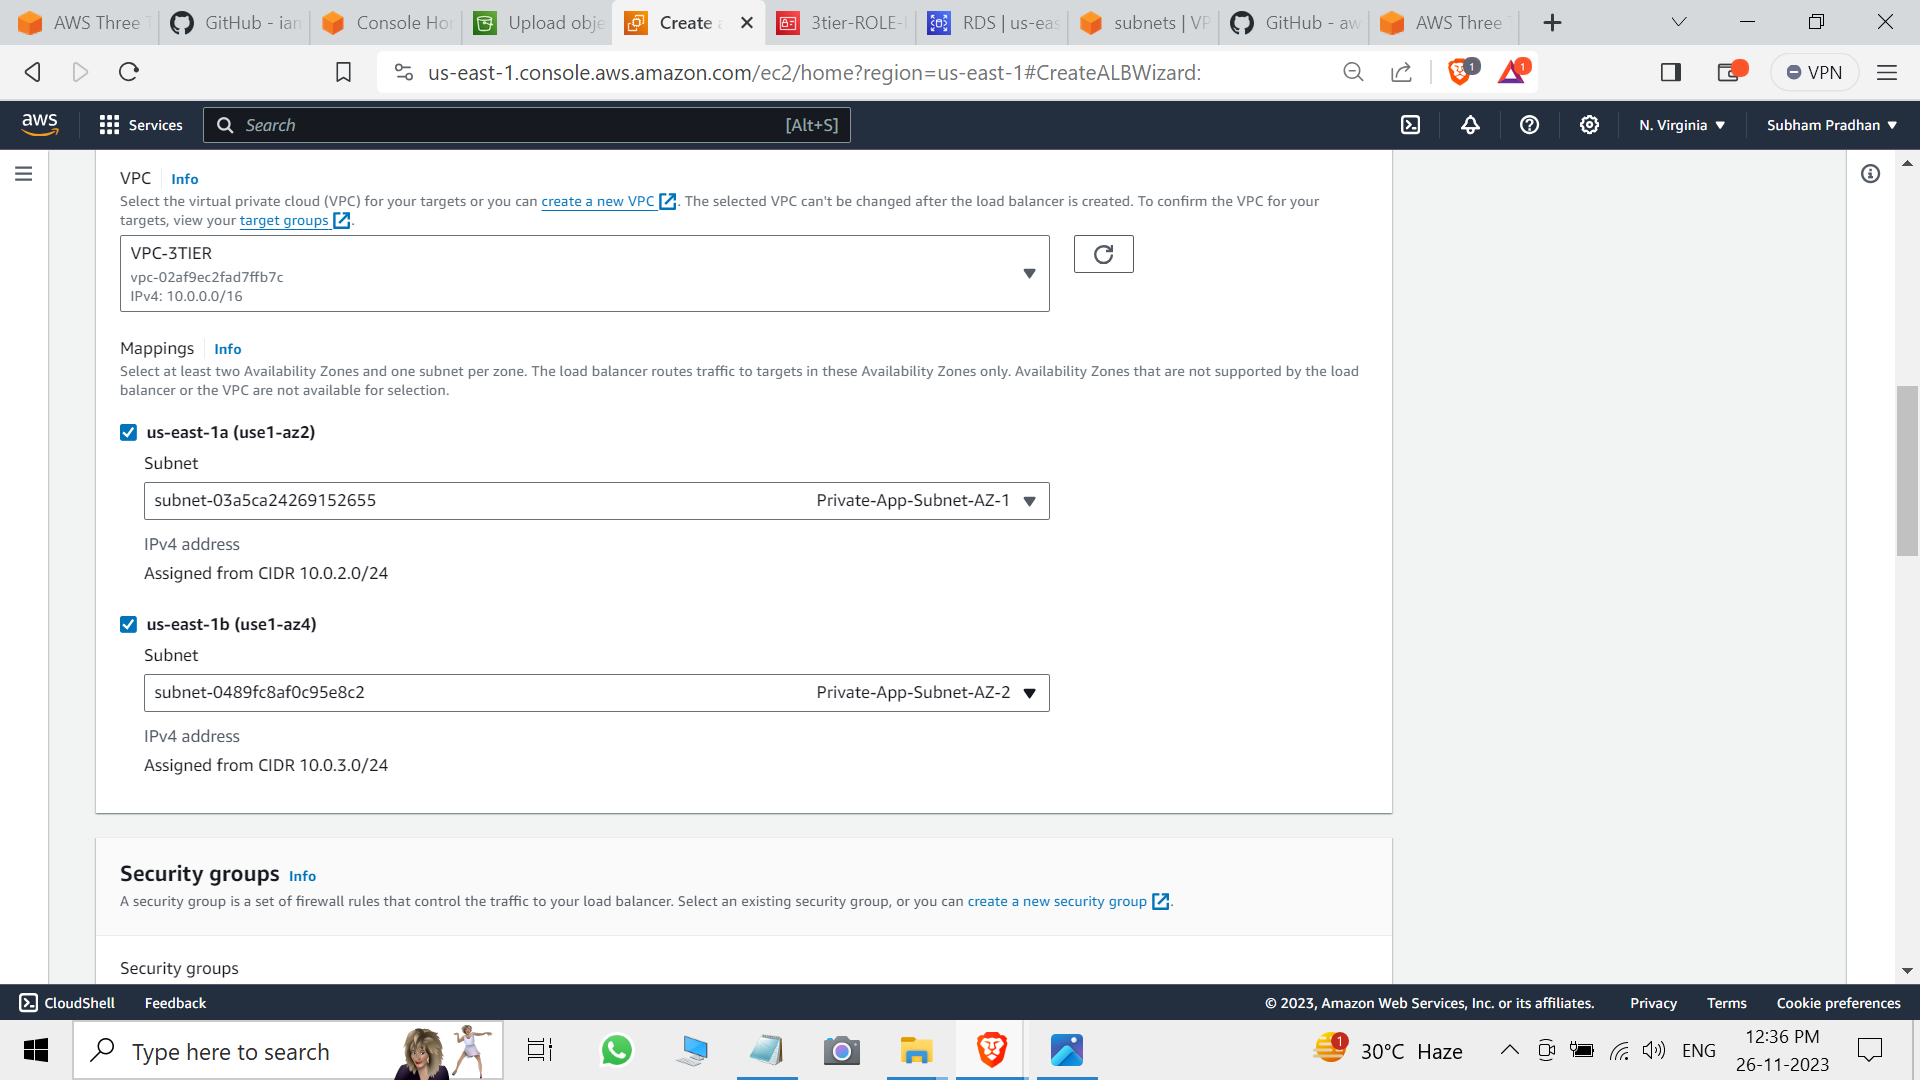 AWS Three T
GitHub - ian
Console Hor
Upload obje
Create a
3tier-ROLE-
RDS | us-eas
subnets | VP
GitHub - aw
AWS Three T
us-east-1.console.aws.amazon.com/ec2/home?region=us-east-1#CreateALBWizard:
1
1
VPN
aws
Services
Search
[Alt+S]
N. Virginia
Subham Pradhan
VPC
Info
Select the virtual private cloud (VPC) for your targets or you can create a new VPC. The selected VPC can't be changed after the load balancer is created. To confirm the VPC for your
targets, view your target groups.
VPC-3TIER
vpc-02af9ec2fad7ffb7c
IPv4: 10.0.0.0/16
Mappings
Info
Select at least two Availability Zones and one subnet per zone. The load balancer routes traffic to targets in these Availability Zones only. Availability Zones that are not supported by the load
balancer or the VPC are not available for selection.
us-east-1a (use1-az2)
Subnet
subnet-03a5ca24269152655
Private-App-Subnet-AZ-1
IPv4 address
Assigned from CIDR 10.0.2.0/24
us-east-1b (use1-az4)
Subnet
subnet-0489fc8af0c95e8c2
Private-App-Subnet-AZ-2
IPv4 address
Assigned from CIDR 10.0.3.0/24
Security groups
Info
A security group is a set of firewall rules that control the traffic to your load balancer. Select an existing security group, or you can create a new security group.
Security groups
CloudShell
Feedback
© 2023, Amazon Web Services, Inc. or its affiliates.
Privacy
Terms
Cookie preferences
Type here to search
1
30°C Haze
ENG
12:36 PM
26-11-2023